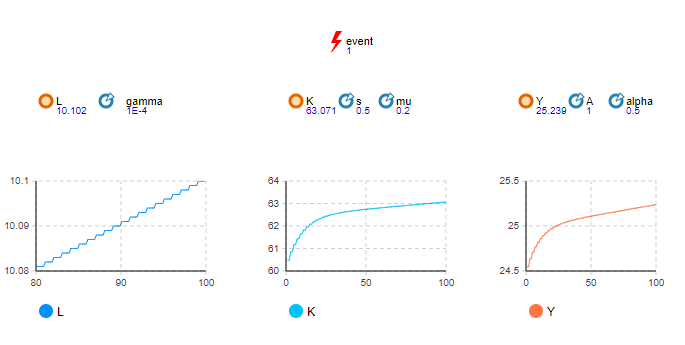 event
1
L gamma K s mu Y A alpha
10.102 1E-4 63.071 0.5 0.2 25.239 1 0.5
10.1 64 25.5
63
10.09 62 25
61
10.08 60 24.5
80 90 100 0 50 100 0 50 100
L K Y